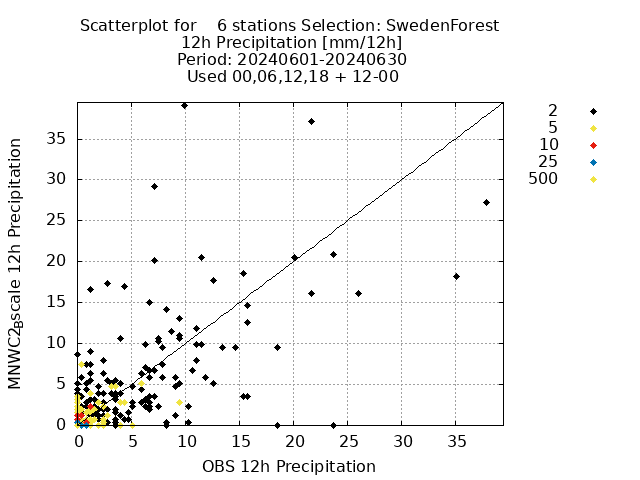 Scatterplot for 6 stations Selection: SwedenForest
12h Precipitation [mm/12h]
Period: 20240601-20240630
Used 00,06,12,18 + 12-00
2
5
10
25
500
35
30
25
20
15
10
5
0
MNWC2Bscale 12h Precipitation
0 5 10 15 20 25 30 35
OBS 12h Precipitation